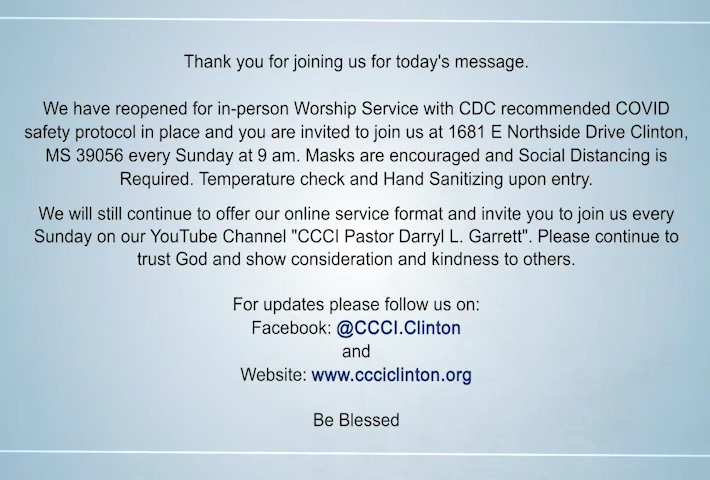 Thank you for joining us for today's message.
We have reopened for in-person Worship Service with CDC recommended COVID
safety protocol in place and you are invited to join us at 1681 E Northside Drive Clinton,
MS 39056 every Sunday at 9 am. Masks are encouraged and Social Distancing is
Required. Temperature check and Hand Sanitizing upon entry.
We will still continue to offer our online service format and invite you to join us every
Sunday on our YouTube Channel "CCCI Pastor Darryl L. Garrett". Please continue to
trust God and show consideration and kindness to others.
For updates please follow us on:
Facebook: @CCCI.Clinton
and
Website: www.ccciclinton.org
Be Blessed